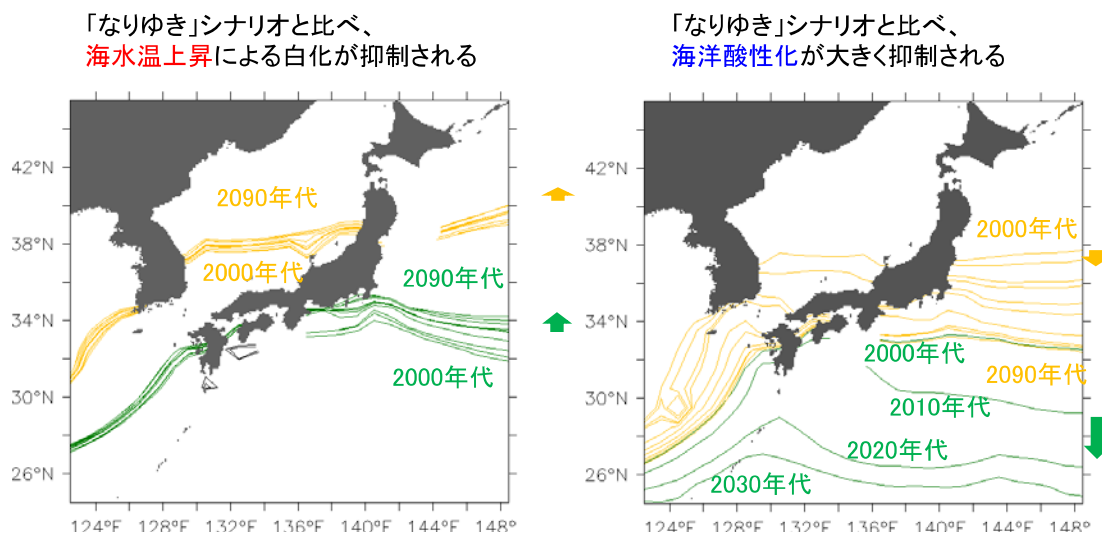 「なりゆき」シナリオと比べ、
海水温上昇による白化が抑制される
「なりゆき」シナリオと比べ、
海洋酸性化が大きく抑制される
42°N
38°N
34°N
30°N
26°N
124°E 128°E 132°E 136°E 140°E 144°E 148°
2090年代
2000年代
2090年代
2000年代
42°N
38°N
34°N
30°N
26°N
124°E 128°E 132°E 136°E 140°E 144°E 148°
2000年代
2000年代
2090年代
2010年代
2020年代
2030年代